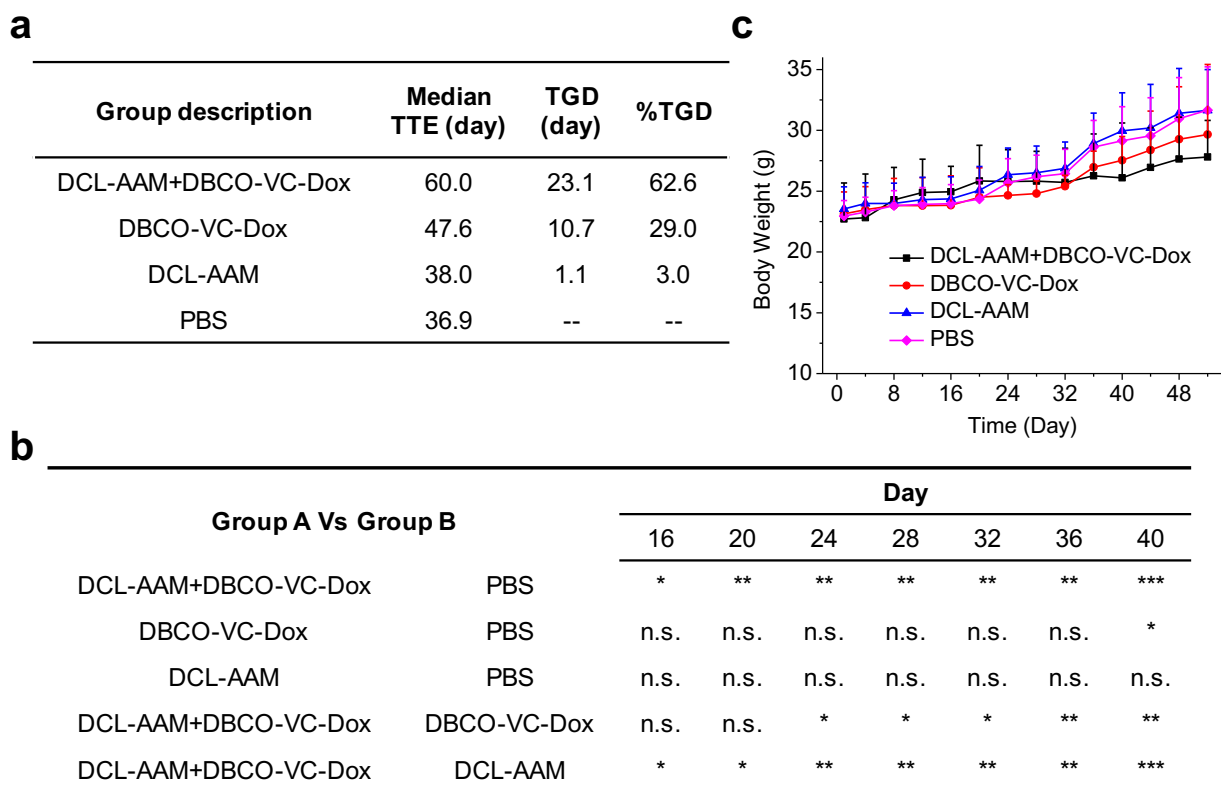 a
Group description Median TTE (day) TGD (day) %TGD
DCL-AAM+DBCO-VC-Dox 60.0 23.1 62.6
DBCO-VC-Dox 47.6 10.7 29.0
DCL-AAM 38.0 1.1 3.0
PBS 36.9 -- --
c
Body Weight (g)
35
30
25
20
15
10
DCL-AAM+DBCO-VC-Dox
DBCO-VC-Dox
DCL-AAM
PBS
0 8 16 24 32 40 48
Time (Day)
b
Group A Vs Group B Day
16 20 24 28 32 36 40
DCL-AAM+DBCO-VC-Dox PBS * ** ** ** ** ** ***
DBCO-VC-Dox PBS n.s. n.s. n.s. n.s. n.s. n.s. *
DCL-AAM PBS n.s. n.s. n.s. n.s. n.s. n.s. n.s.
DCL-AAM+DBCO-VC-Dox DBCO-VC-Dox n.s. n.s. * * * ** **
DCL-AAM+DBCO-VC-Dox DCL-AAM * * ** ** ** ** ***